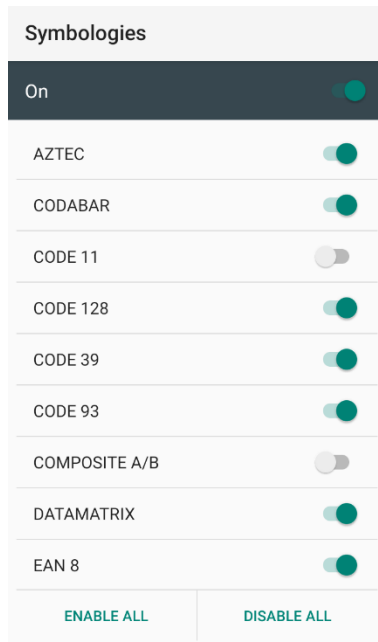 Symbologies
On
AZTEC
CODABAR
CODE 11
CODE 128
CODE 39
CODE 93
COMPOSITE A/B
DATAMATRIX
EAN 8
ENABLE ALL DISABLE ALL